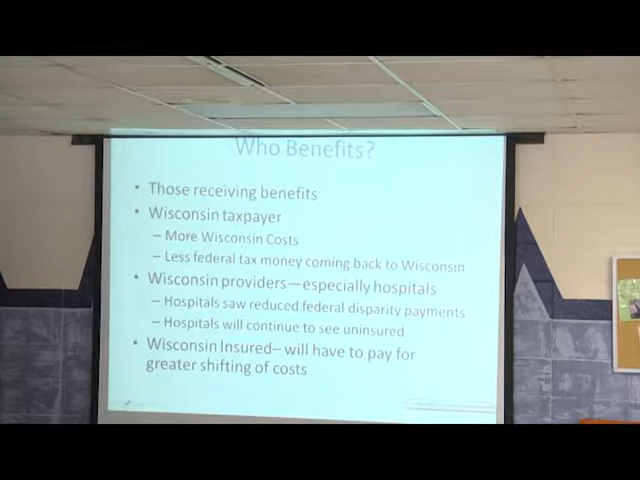 Who Benefits?
• Those receiving benefits
• Wisconsin taxpayer
– More Wisconsin Costs
– Less federal tax money coming back to Wisconsin
• Wisconsin providers—especially hospitals
– Hospitals saw reduced federal disparity payments
– Hospitals will continue to see uninsured
• Wisconsin Insured– will have to pay for
greater shifting of costs